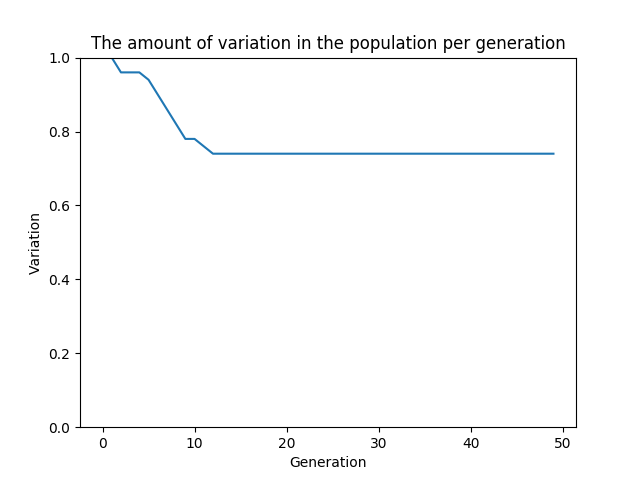 The amount of variation in the population per generation
1.0
0.8
0.6
0.4
0.2
0.0
Variation
0 10 20 30 40 50
Generation